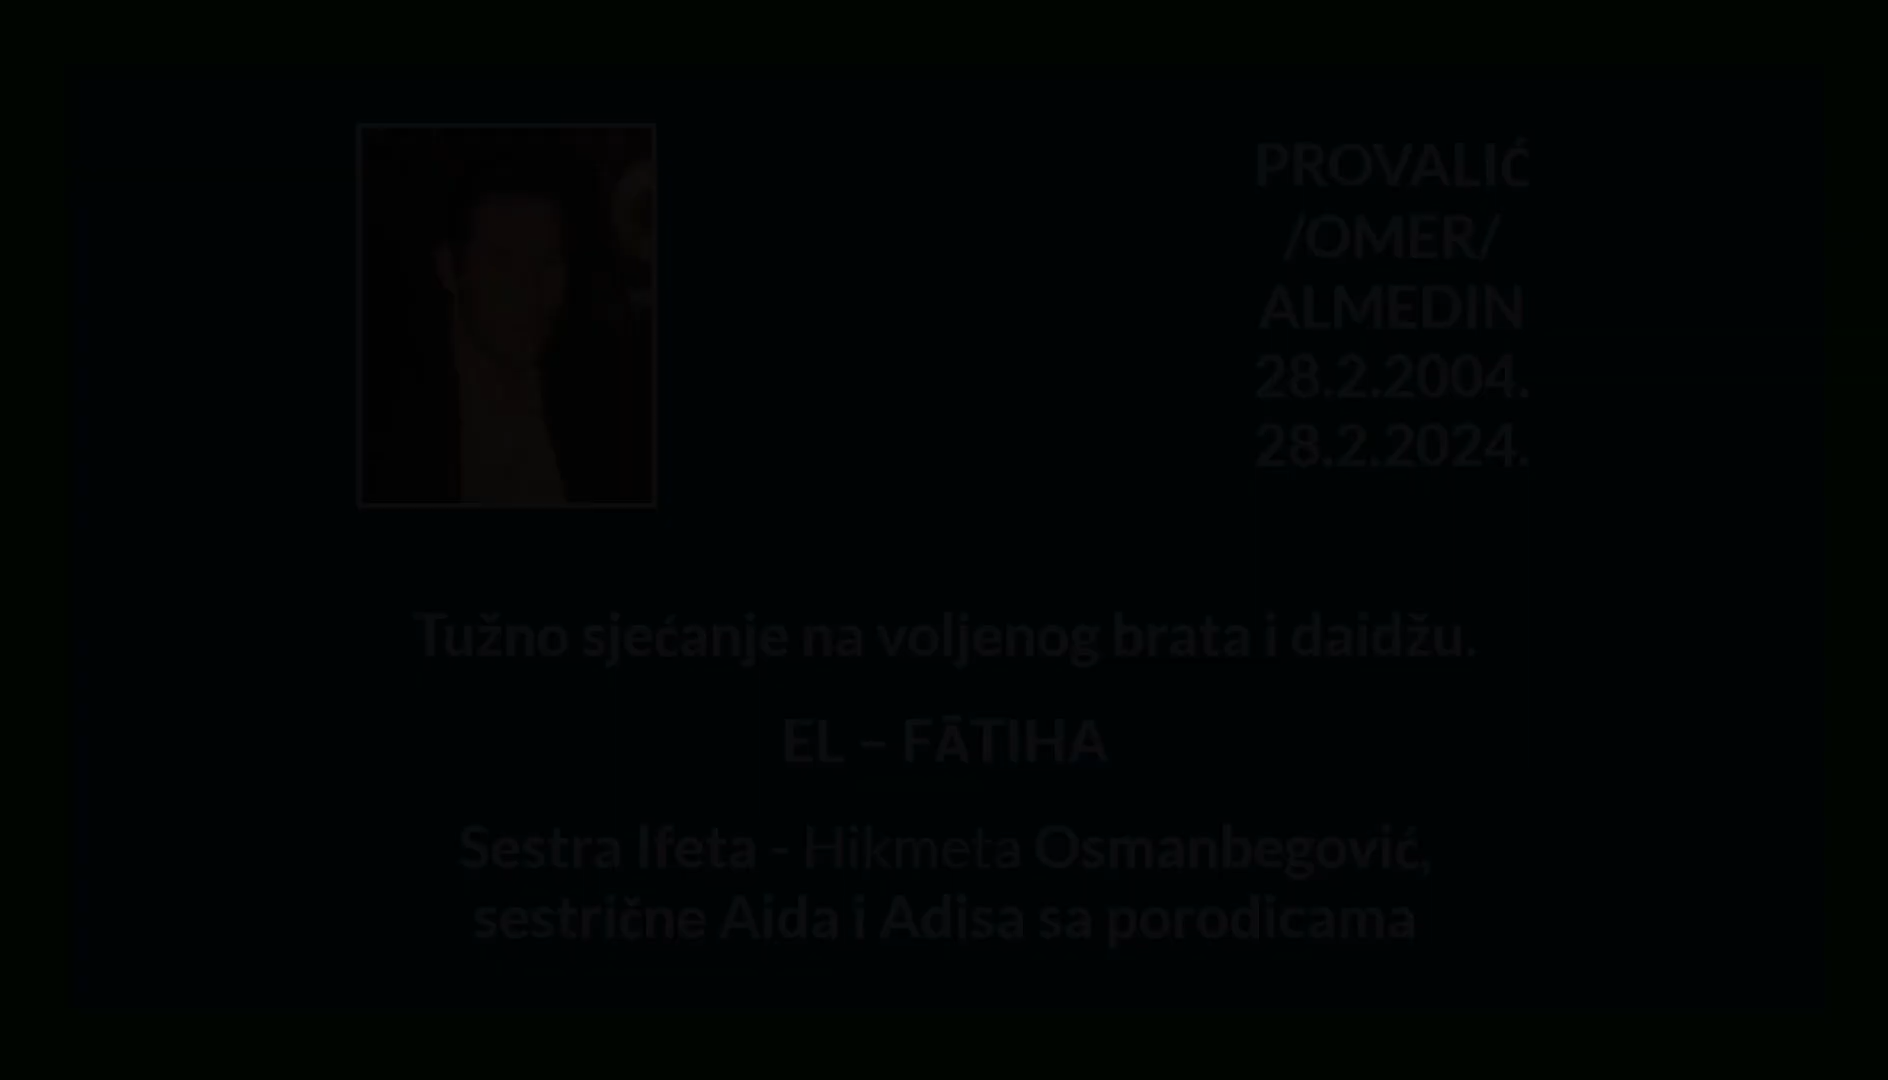 PROVALIĆ
/OMER/
ALMEDIN
28.2.2004.
28.2.2024.
Tužno sjećanje na voljenog brata i daidžu.
EL – FĀTIHA
Sestra Ifeta - Hikmeta Osmanbegović,
sestrične Aida i Adisa sa porodicama